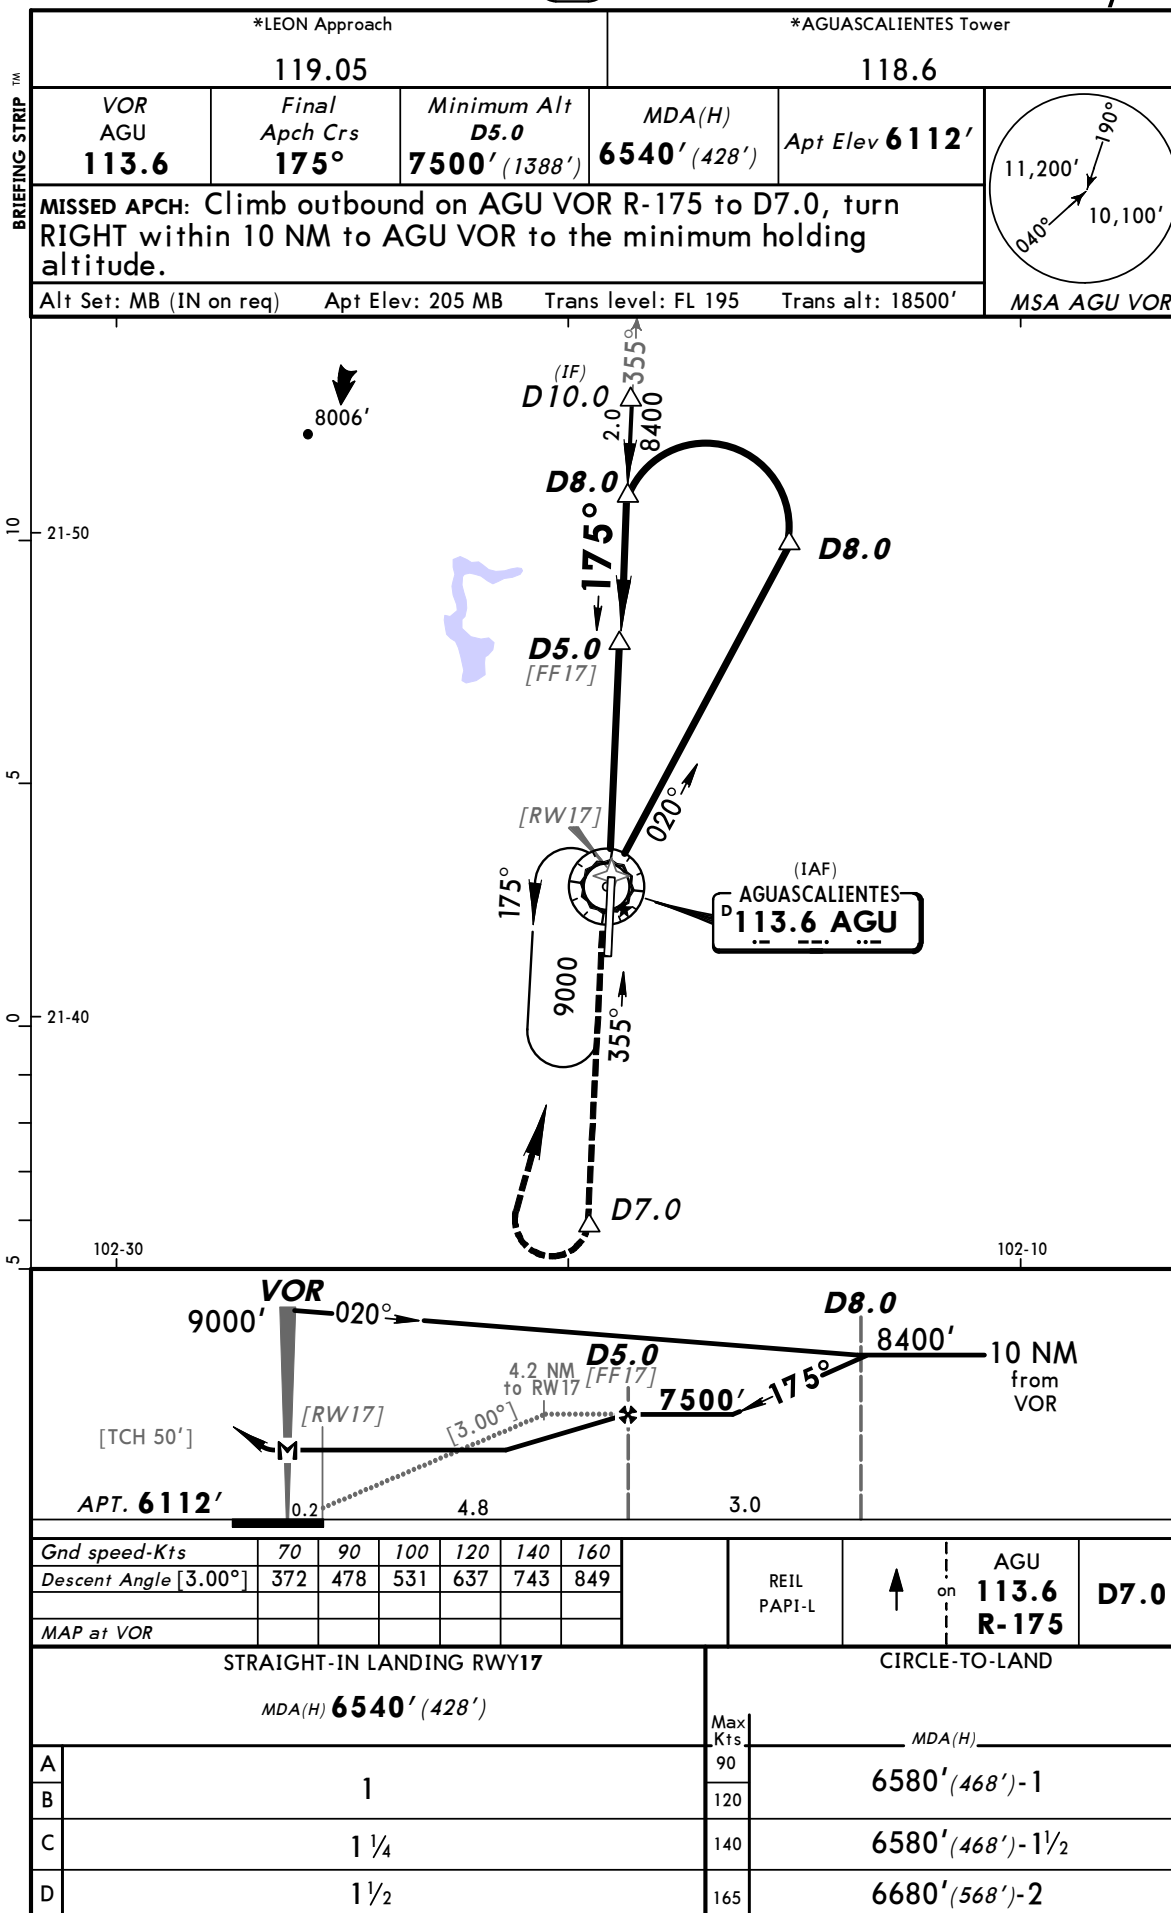 *LEON Approach
119.05
*AGUASCALIENTES Tower
118.6
BRIEFING STRIP ™
VOR
AGU
113.6
Final
Apch Crs
175°
Minimum Alt
D5.0
7500' (1388')
MDA(H)
6540' (428')
Apt Elev 6112'
MISSED APCH: Climb outbound on AGU VOR R-175 to D7.0, turn
RIGHT within 10 NM to AGU VOR to the minimum holding
altitude.
Alt Set: MB (IN on req) Apt Elev: 205 MB Trans level: FL 195 Trans alt: 18500'
190°
11,200'
10,100'
040°
MSA AGU VOR
355°
(IF)
D10.0
2.0
8400
8006'
D8.0
175°
D8.0
10
21-50
D5.0
[FF17]
5
[RW17]
020°
175°
(IAF)
AGUASCALIENTES
D 113.6 AGU
9000
355°
0
21-40
D7.0
5
102-30
102-10
VOR
9000'
020°
D8.0
8400'
10 NM
from
VOR
D5.0
[FF17]
4.2 NM
to RW17
7500'
175°
[RW17]
[3.00°]
[TCH 50']
M
APT. 6112'
0.2
4.8
3.0
Gnd speed-Kts 70 90 100 120 140 160
Descent Angle [3.00°] 372 478 531 637 743 849
MAP at VOR
REIL
PAPI-L
on
AGU
113.6
R-175
D7.0
STRAIGHT-IN LANDING RWY17
MDA(H) 6540' (428')
CIRCLE-TO-LAND
Max
Kts
MDA(H)
A
B
1
90
120
6580' (468')-1
C
1 1/4
140
6580' (468')-1 1/2
D
1 1/2
165
6680' (568')-2